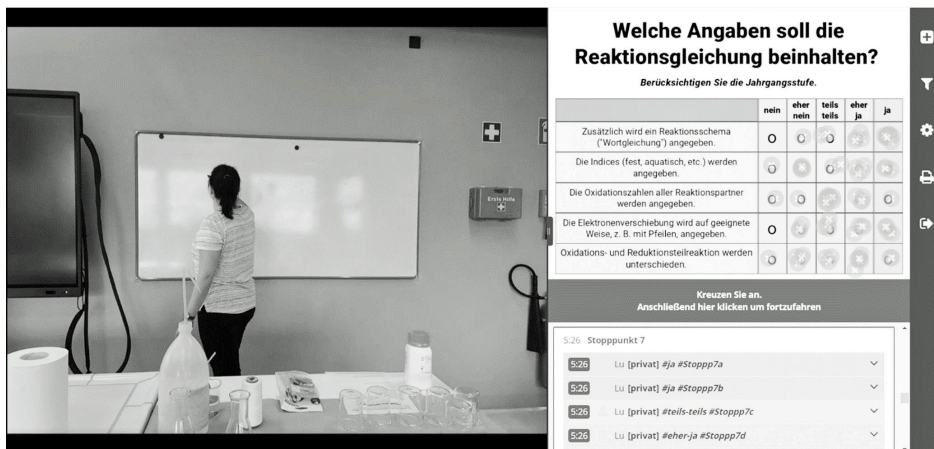 Erste Hilfe
Welche Angaben soll die
Reaktionsgleichung beinhalten?
Berücksichtigen Sie die Jahrgangsstufe.
nein
eher nein
teils teils
eher ja
ja
Zusätzlich wird ein Reaktionsschema
("Wortgleichung") angegeben.
Die Indices (fest, aquatisch, etc.) werden
angegeben.
Die Oxidationszahlen aller Reaktionspartner
werden angegeben.
Die Elektronenverschiebung wird auf geeignete
Weise, z. B. mit Pfeilen, angegeben.
Oxidations- und Reduktionsteilreaktion werden
unterschieden.
Kreuzen Sie an.
Anschließend hier klicken um fortzufahren
5:26 Stopppunkt 7
5:26 Lu [privat] #ja #Stoppp7a
5:26 Lu [privat] #ja #Stoppp7b
5:26 Lu [privat] #teils-teils #Stoppp7c
5:26 Lu [privat] #eher-ja #Stoppp7d